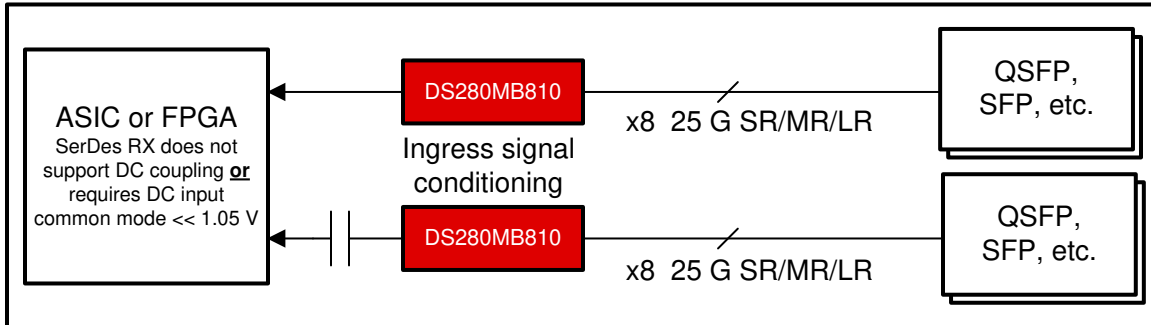 ASIC or FPGA
SerDes RX does not
support DC coupling or
requires DC input
common mode << 1.05 V
DS280MB810
Ingress signal
conditioning
DS280MB810
x8 25 G SR/MR/LR
x8 25 G SR/MR/LR
QSFP,
SFP, etc.
QSFP,
SFP, etc.